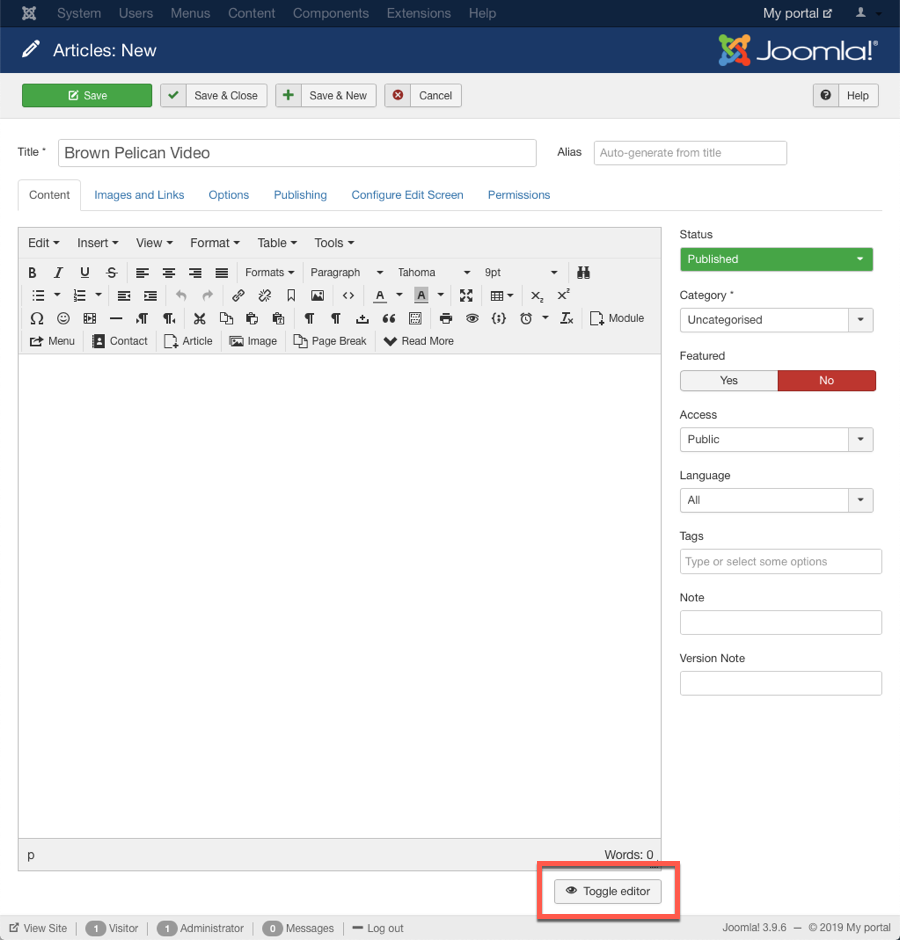 System Users Menus Content Components Extensions Help My portal
Articles: New Joomla!®
Save Save & Close Save & New Cancel Help
Title * Brown Pelican Video Alias Auto-generate from title
Content Images and Links Options Publishing Configure Edit Screen Permissions
Edit Insert View Format Table Tools
B I U S Formats Paragraph Tahoma 9pt
A A x₂ x²
Ω Tx Module
Menu Contact Article Image Page Break Read More
Status
Published
Category *
Uncategorised
Featured
Yes No
Access
Public
Language
All
Tags
Type or select some options
Note
Version Note
p Words: 0
Toggle editor
View Site 1 Visitor 1 Administrator 0 Messages Log out Joomla! 3.9.6 — © 2019 My portal